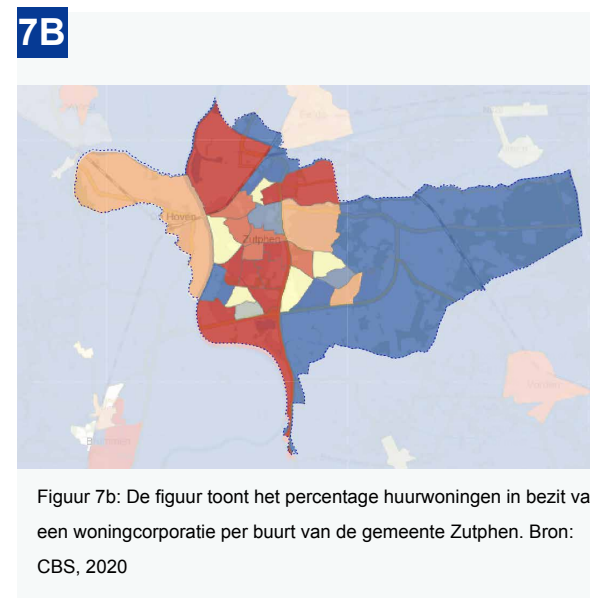 7B
Hoven
Zutphen
Vorden
Figuur 7b: De figuur toont het percentage huurwoningen in bezit va
een woningcorporatie per buurt van de gemeente Zutphen. Bron:
CBS, 2020